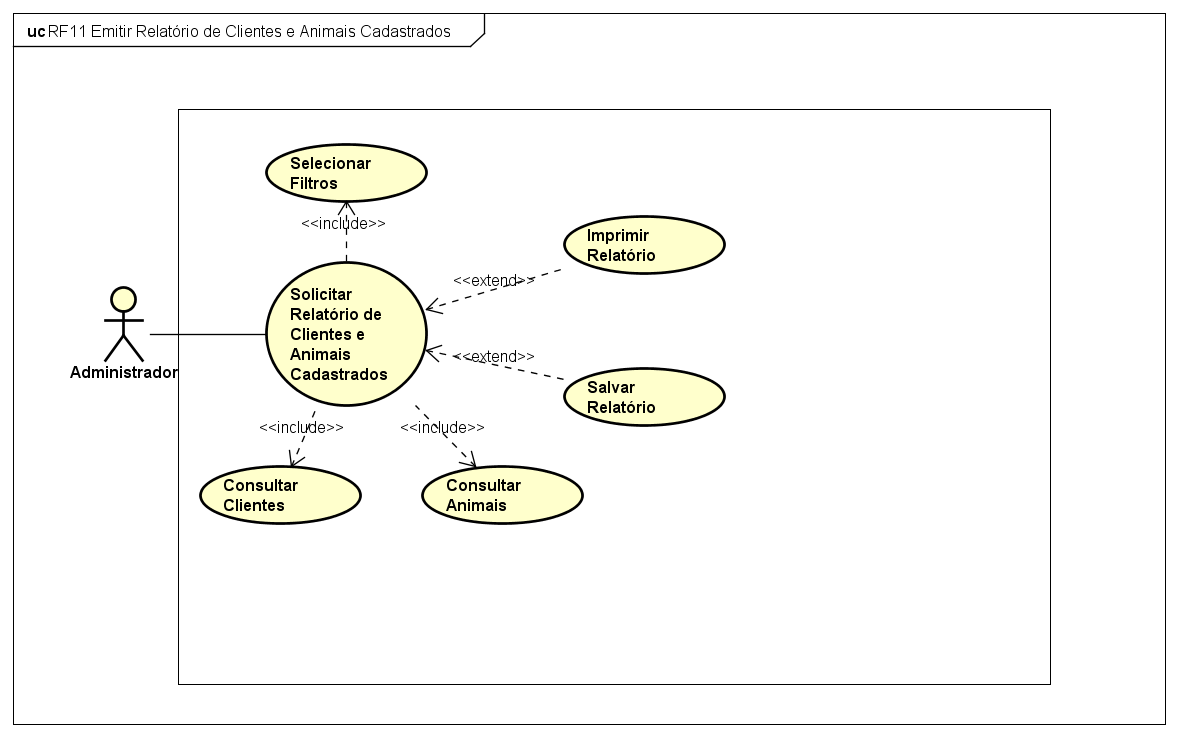 uc RF11 Emitir Relatório de Clientes e Animais Cadastrados
Selecionar
Filtros
<<include>>
Imprimir
Relatório
<<extend>>
Solicitar
Relatório de
Clientes e
Animais
Cadastrados
Administrador
<<extend>>
Salvar
Relatório
<<include>>
<<include>>
Consultar
Clientes
Consultar
Animais